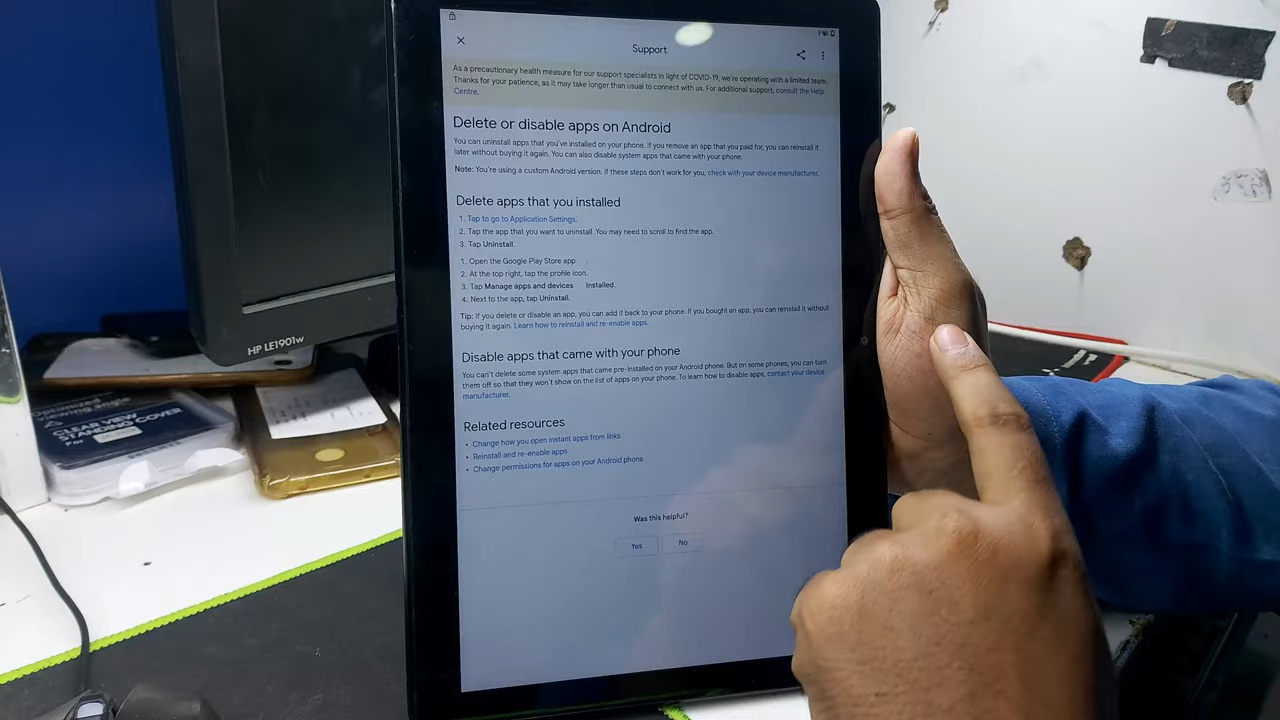 Support
As a precautionary health measure for our support specialists in light of COVID-19, we're operating with a limited team.
Thanks for your patience, as it may take longer than usual to connect with us. For additional support, consult the Help
Centre.
Delete or disable apps on Android
You can uninstall apps that you've installed on your phone. If you remove an app that you paid for, you can reinstall it
later without buying it again. You can also disable system apps that came with your phone.
Note: You're using a custom Android version. If these steps don't work for you, check with your device manufacturer.
Delete apps that you installed
1. Tap to go to Application Settings.
2. Tap the app that you want to uninstall. You may need to scroll to find the app.
3. Tap Uninstall.
1. Open the Google Play Store app .
2. At the top right, tap the profile icon.
3. Tap Manage apps and devices Installed.
4. Next to the app, tap Uninstall.
Tip: If you delete or disable an app, you can add it back to your phone. If you bought an app, you can reinstall it without
buying it again. Learn how to reinstall and re-enable apps.
Disable apps that came with your phone
You can't delete some system apps that came pre-installed on your Android phone. But on some phones, you can turn
them off so that they won't show on the list of apps on your phone. To learn how to disable apps, contact your device
manufacturer.
Related resources
• Change how you open instant apps from links
• Reinstall and re-enable apps
• Change permissions for apps on your Android phone
Was this helpful?
Yes No
HP LE1901w
Optimized
viewing angle
CLEAR VIEW
STANDING COVER
For